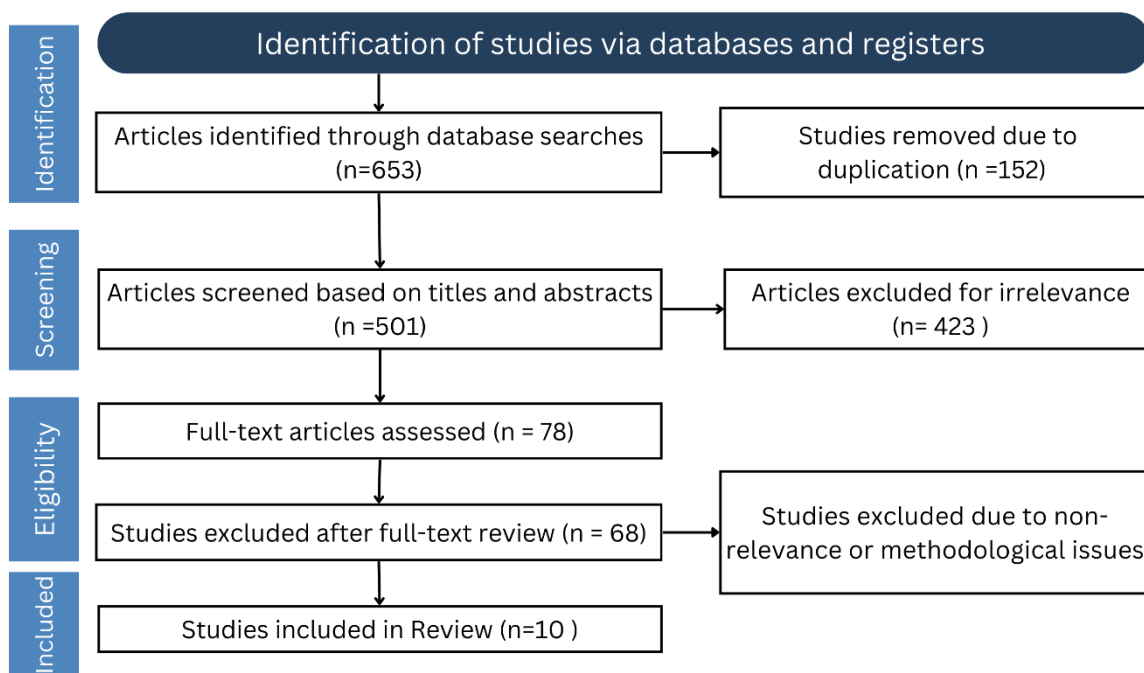 Identification of studies via databases and registers
Identification
Articles identified through database searches
(n=653)
Studies removed due to
duplication (n =152)
Screening
Articles screened based on titles and abstracts
(n =501)
Articles excluded for irrelevance
(n= 423 )
Eligibility
Full-text articles assessed (n = 78)
Studies excluded after full-text review (n = 68)
Studies excluded due to non-
relevance or methodological issues
Included
Studies included in Review (n=10 )